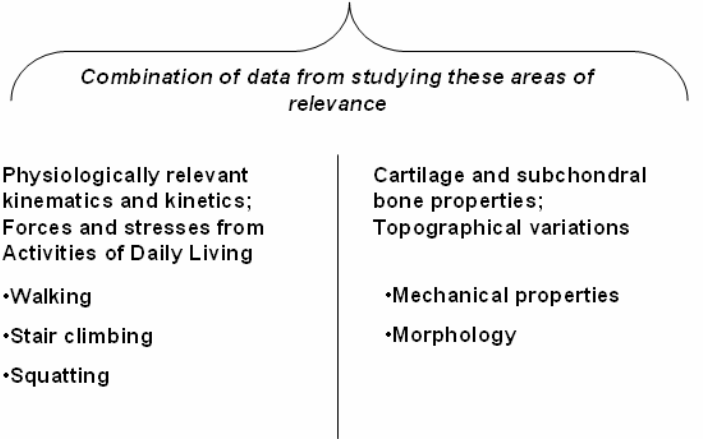 Combination of data from studying these areas of
relevance
Physiologically relevant
kinematics and kinetics;
Forces and stresses from
Activities of Daily Living
•Walking
•Stair climbing
•Squatting
Cartilage and subchondral
bone properties;
Topographical variations
•Mechanical properties
•Morphology